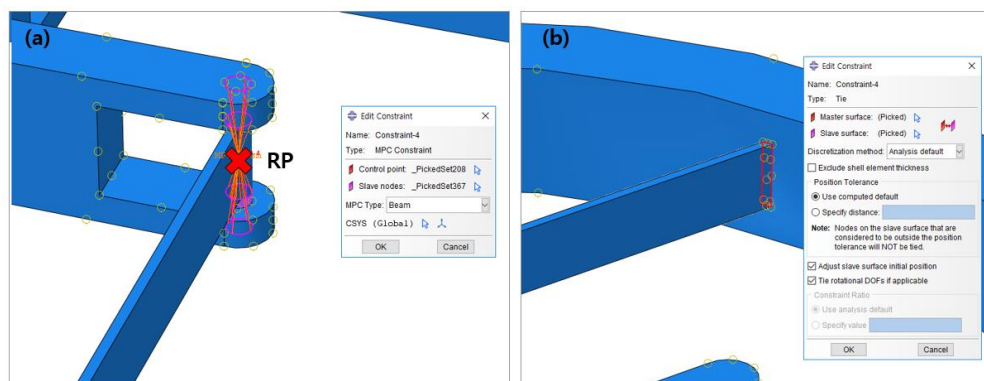 (a)
RP
Edit Constraint
Name: Constraint-4
Type: MPC Constraint
Control point: _PickedSet208
Slave nodes: _PickedSet367
MPC Type: Beam
CSYS (Global)
OK Cancel
(b)
Edit Constraint
Name: Constraint-4
Type: Tie
Master surface: (Picked)
Slave surface: (Picked)
Discretization method: Analysis default
Exclude shell element thickness
Position Tolerance
Use computed default
Specify distance:
Note: Nodes on the slave surface that are
considered to be outside the position
tolerance will NOT be tied.
Adjust slave surface initial position
Tie rotational DOFs if applicable
Constraint Ratio
Use analysis default
Specify value
OK Cancel